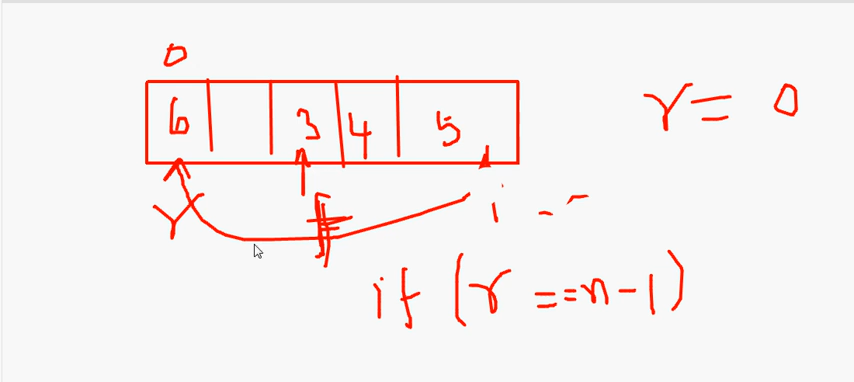 0
6 3 4 5
r = 0
r
i -
if (r == n-1)